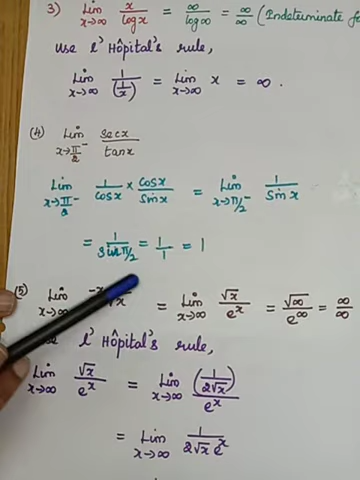 3) Lim x→∞ x/log x = ∞/log ∞ = ∞/∞ (Indeterminate
use l' Hôpital's rule,
Lim x→∞ 1/(1/x) = Lim x→∞ x = ∞ .
(4) Lim x→π/2⁻ sec x/tan x
Lim x→π/2⁻ 1/cos x × cos x/sin x = Lim x→π/2⁻ 1/sin x
= 1/sin π/2 = 1/1 = 1
(5) Lim x→∞ √x = Lim x→∞ √x/eˣ = √∞/e^∞ = ∞/∞
l' Hôpital's rule,
Lim x→∞ √x/eˣ = Lim x→∞ (1/2√x)/eˣ
= Lim x→∞ 1/2√x eˣ